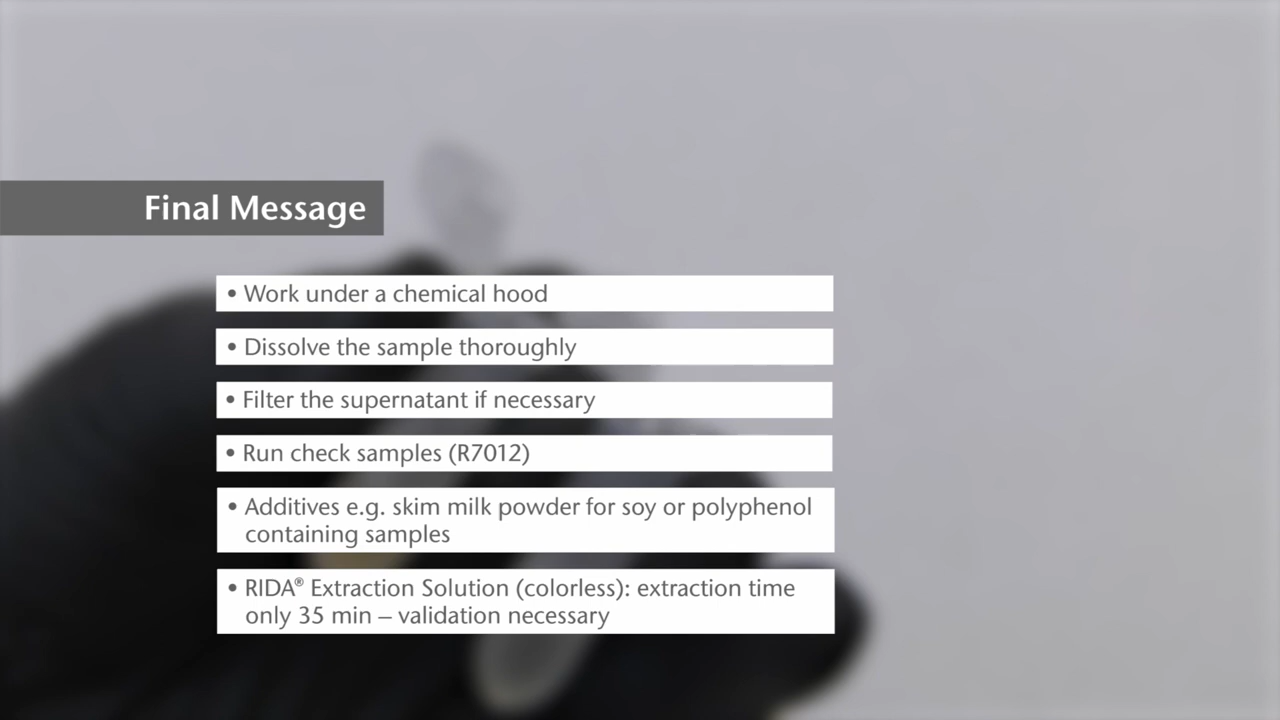 Final Message
• Work under a chemical hood
• Dissolve the sample thoroughly
• Filter the supernatant if necessary
• Run check samples (R7012)
• Additives e.g. skim milk powder for soy or polyphenol
containing samples
• RIDA® Extraction Solution (colorless): extraction time
only 35 min – validation necessary